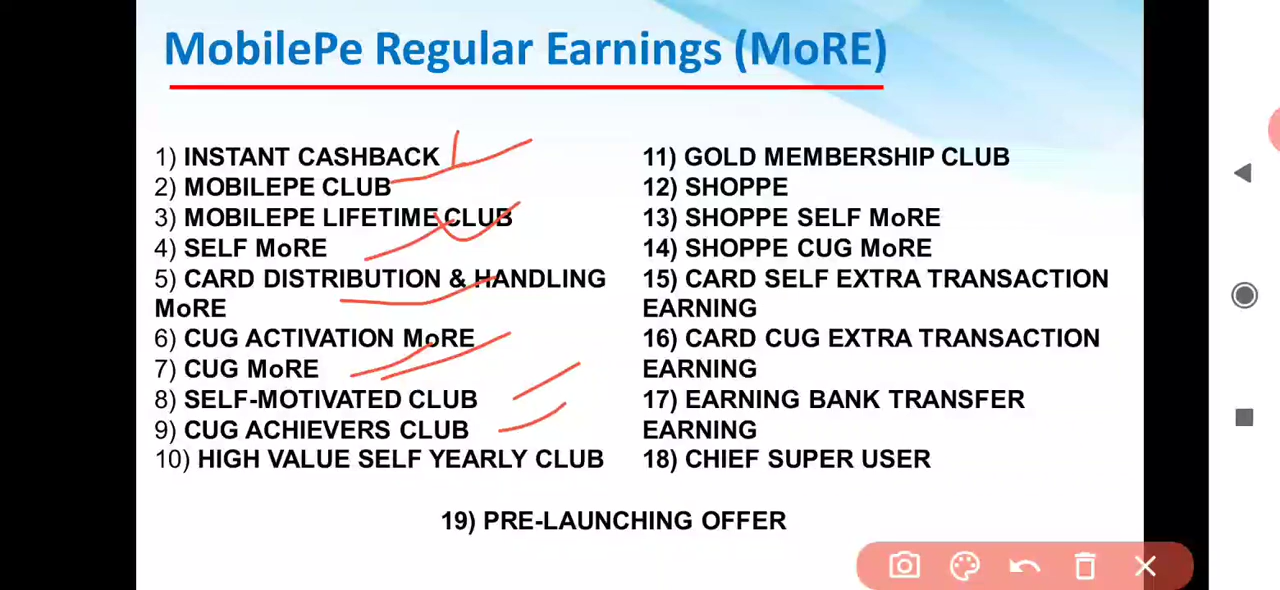 MobilePe Regular Earnings (MoRE)
1) INSTANT CASHBACK
2) MOBILEPE CLUB
3) MOBILEPE LIFETIME CLUB
4) SELF MoRE
5) CARD DISTRIBUTION & HANDLING
MoRE
6) CUG ACTIVATION MoRE
7) CUG MoRE
8) SELF-MOTIVATED CLUB
9) CUG ACHIEVERS CLUB
10) HIGH VALUE SELF YEARLY CLUB
11) GOLD MEMBERSHIP CLUB
12) SHOPPE
13) SHOPPE SELF MoRE
14) SHOPPE CUG MoRE
15) CARD SELF EXTRA TRANSACTION
EARNING
16) CARD CUG EXTRA TRANSACTION
EARNING
17) EARNING BANK TRANSFER
EARNING
18) CHIEF SUPER USER
19) PRE-LAUNCHING OFFER